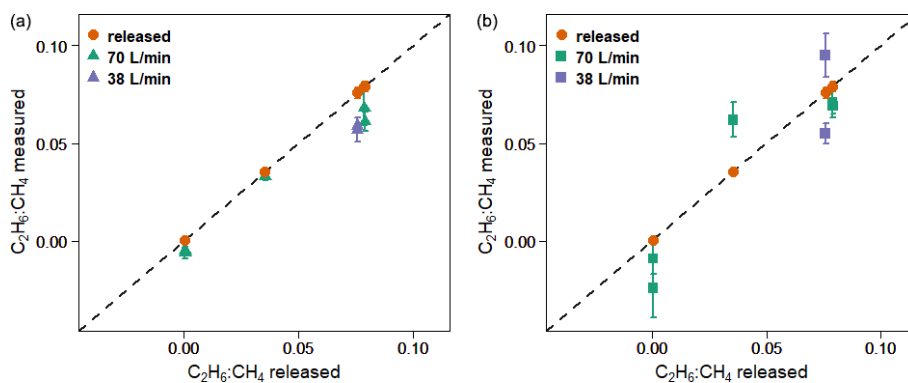 (a)
released
70 L/min
38 L/min
0.10
0.05
0.00
C₂H₆:CH₄ measured
0.00 0.05 0.10
C₂H₆:CH₄ released
(b)
released
70 L/min
38 L/min
0.10
0.05
0.00
C₂H₆:CH₄ measured
0.00 0.05 0.10
C₂H₆:CH₄ released